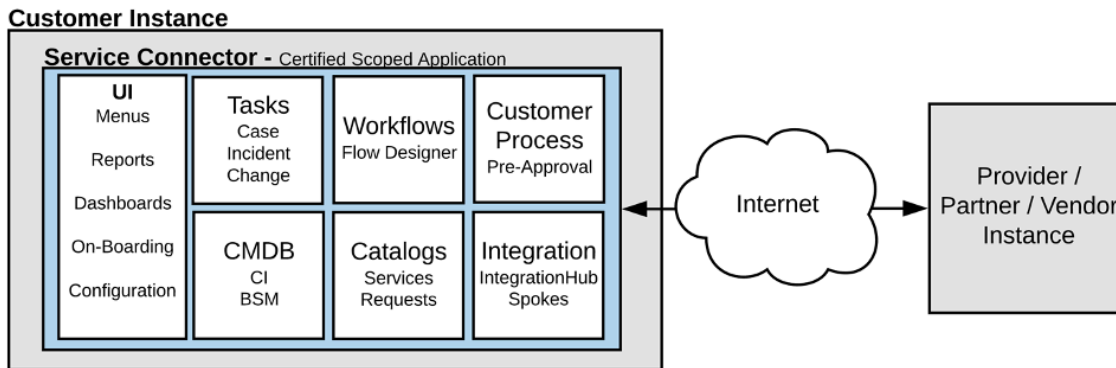 Customer Instance
Service Connector - Certified Scoped Application
UI
Menus
Reports
Dashboards
On-Boarding
Configuration
Tasks
Case
Incident
Change
Workflows
Flow Designer
Customer
Process
Pre-Approval
CMDB
CI
BSM
Catalogs
Services
Requests
Integration
IntegrationHub
Spokes
Internet
Provider /
Partner / Vendor
Instance